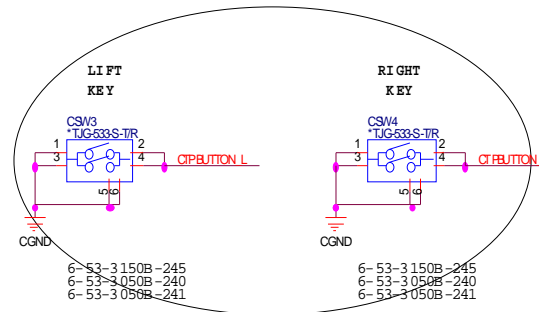 LIFT
KEY
CSW3
*TJG-533-S-T/R
1
2
3
4
CTPBUTTON_L
5
6
CGND
6-53-3150B-245
6-53-3050B-240
6-53-3050B-241
RIGHT
KEY
CSW4
*TJG-533-S-T/R
1
2
3
4
CTPBUTTON
5
6
CGND
6-53-3150B-245
6-53-3050B-240
6-53-3050B-241